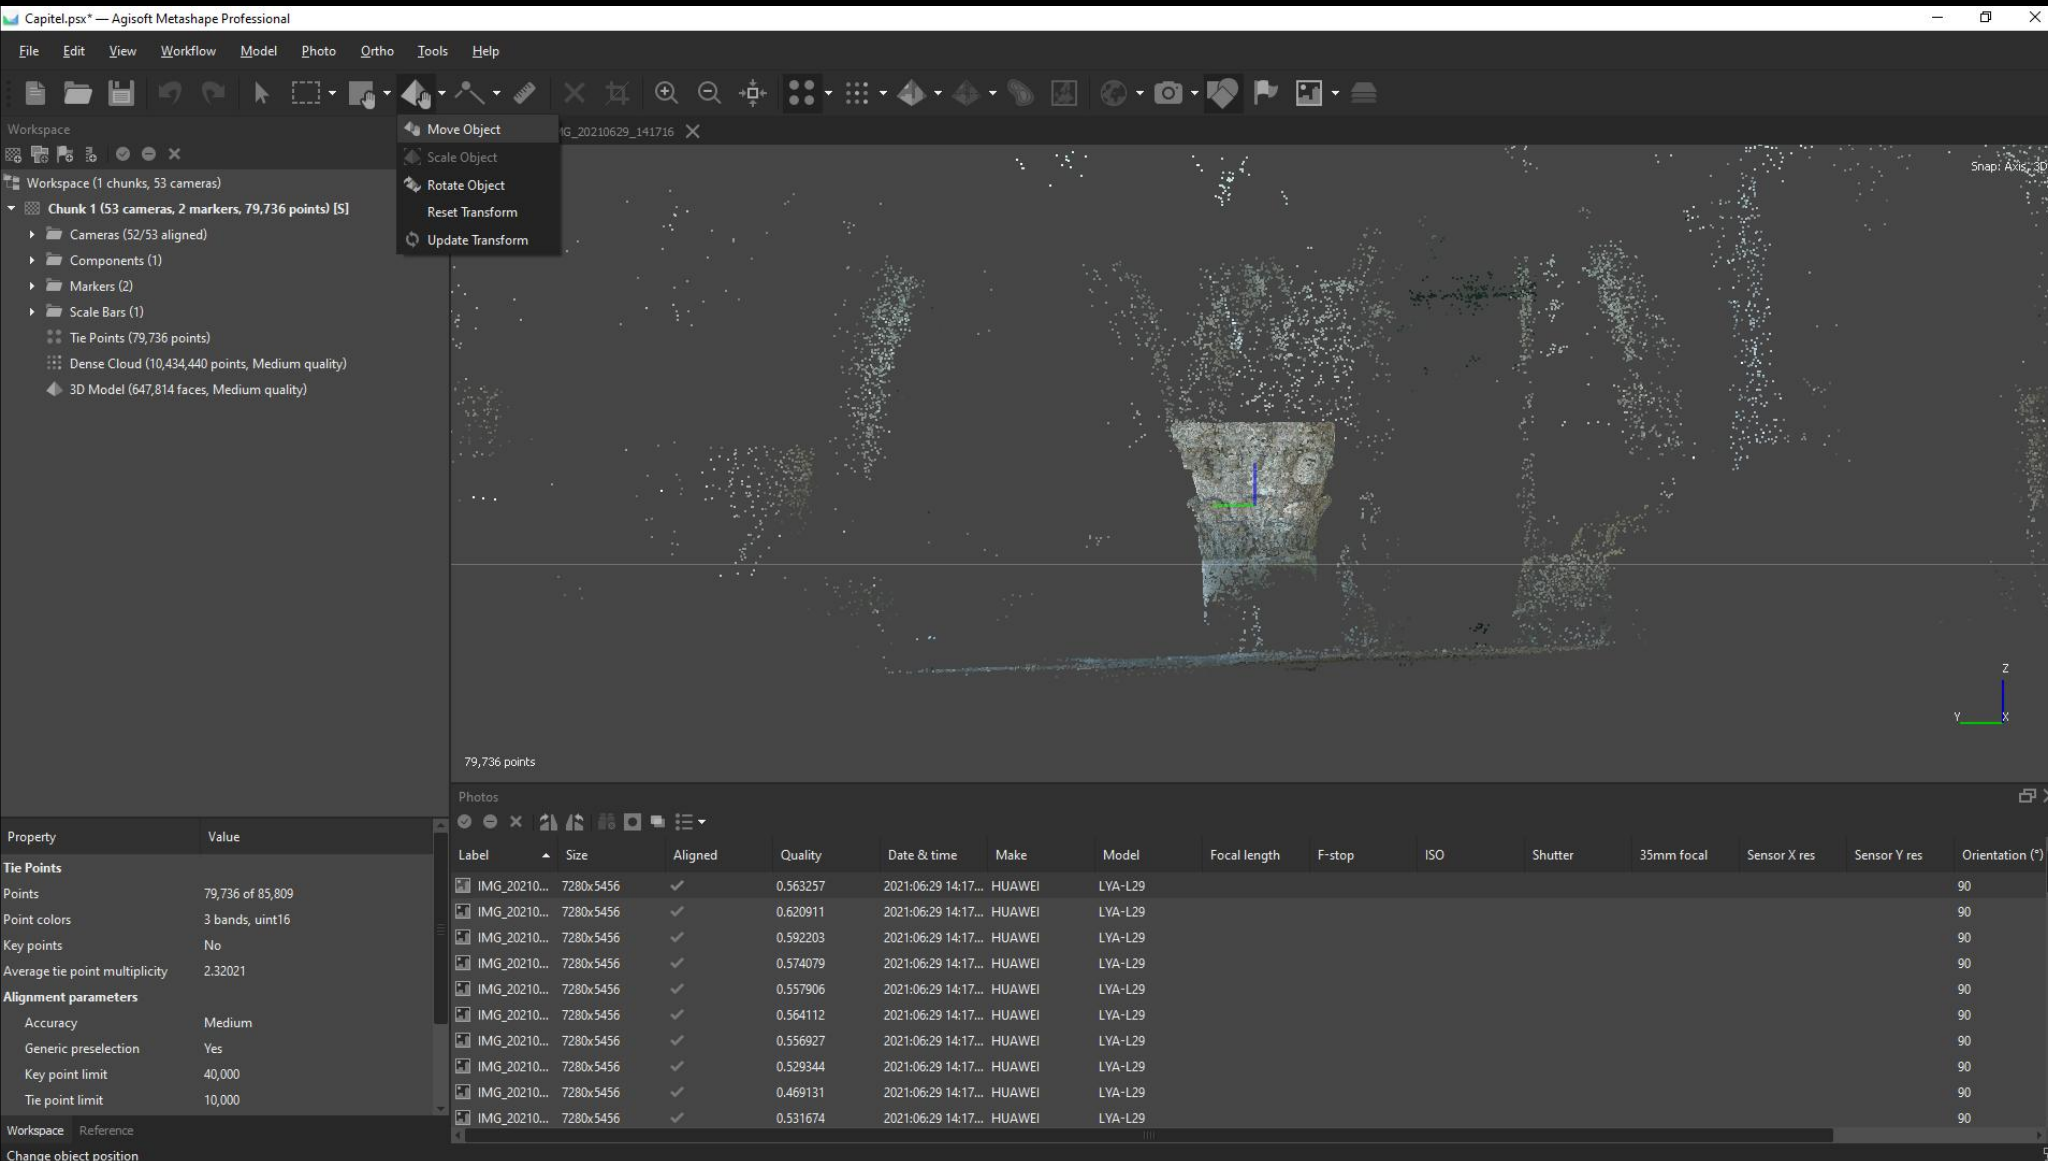 Capitel.psx* — Agisoft Metashape Professional
File Edit View Workflow Model Photo Ortho Tools Help
Workspace
Move Object
Scale Object
Rotate Object
Reset Transform
Update Transform
G_20210629_141716
Workspace (1 chunks, 53 cameras)
Chunk 1 (53 cameras, 2 markers, 79,736 points) [S]
Cameras (52/53 aligned)
Components (1)
Markers (2)
Scale Bars (1)
Tie Points (79,736 points)
Dense Cloud (10,434,440 points, Medium quality)
3D Model (647,814 faces, Medium quality)
Snap: Axis, 3D
Z
Y X
79,736 points
Property Value
Tie Points
Points 79,736 of 85,809
Point colors 3 bands, uint16
Key points No
Average tie point multiplicity 2.32021
Alignment parameters
Accuracy Medium
Generic preselection Yes
Key point limit 40,000
Tie point limit 10,000
Workspace Reference
Change object position
Photos
Label Size Aligned Quality Date & time Make Model Focal length F-stop ISO Shutter 35mm focal Sensor X res Sensor Y res Orientation (°)
IMG_20210... 7280x5456 0.563257 2021:06:29 14:17... HUAWEI LYA-L29 90
IMG_20210... 7280x5456 0.620911 2021:06:29 14:17... HUAWEI LYA-L29 90
IMG_20210... 7280x5456 0.592203 2021:06:29 14:17... HUAWEI LYA-L29 90
IMG_20210... 7280x5456 0.574079 2021:06:29 14:17... HUAWEI LYA-L29 90
IMG_20210... 7280x5456 0.557906 2021:06:29 14:17... HUAWEI LYA-L29 90
IMG_20210... 7280x5456 0.564112 2021:06:29 14:17... HUAWEI LYA-L29 90
IMG_20210... 7280x5456 0.556927 2021:06:29 14:17... HUAWEI LYA-L29 90
IMG_20210... 7280x5456 0.529344 2021:06:29 14:17... HUAWEI LYA-L29 90
IMG_20210... 7280x5456 0.469131 2021:06:29 14:17... HUAWEI LYA-L29 90
IMG_20210... 7280x5456 0.531674 2021:06:29 14:17... HUAWEI LYA-L29 90